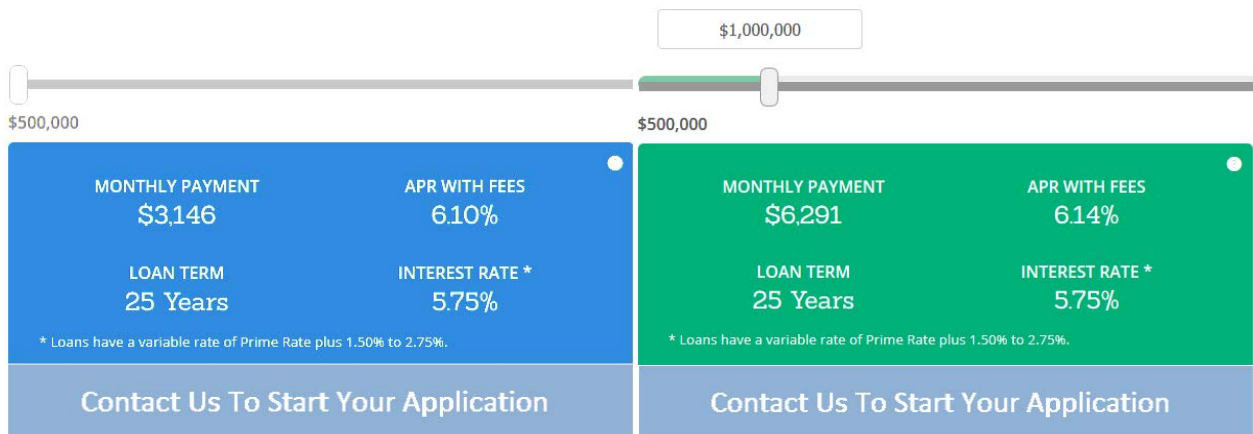 $500,000
MONTHLY PAYMENT
$3,146
APR WITH FEES
6.10%
LOAN TERM
25 Years
INTEREST RATE *
5.75%
* Loans have a variable rate of Prime Rate plus 1.50% to 2.75%.
Contact Us To Start Your Application
$1,000,000
$500,000
MONTHLY PAYMENT
$6,291
APR WITH FEES
6.14%
LOAN TERM
25 Years
INTEREST RATE *
5.75%
* Loans have a variable rate of Prime Rate plus 1.50% to 2.75%.
Contact Us To Start Your Application